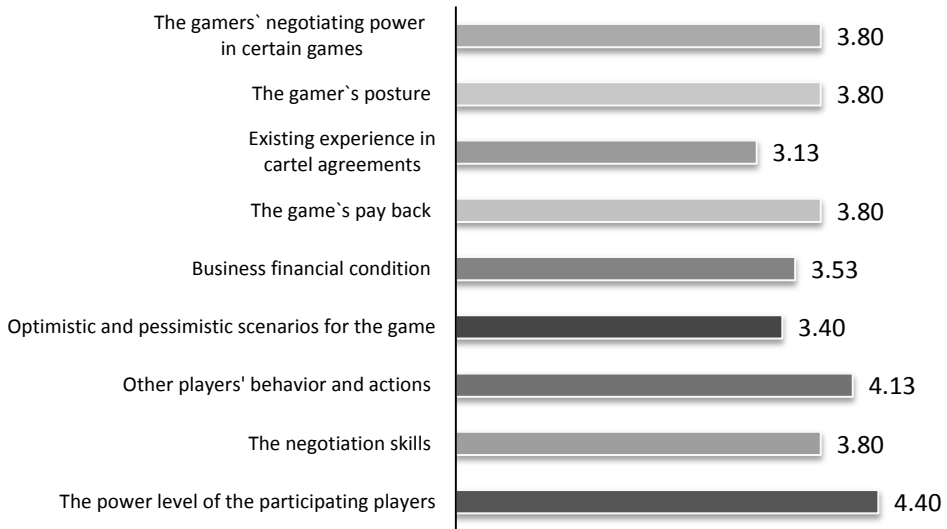 The gamers` negotiating power
in certain games
3.80
The gamer`s posture
3.80
Existing experience in
cartel agreements
3.13
The game`s pay back
3.80
Business financial condition
3.53
Optimistic and pessimistic scenarios for the game
3.40
Other players' behavior and actions
4.13
The negotiation skills
3.80
The power level of the participating players
4.40